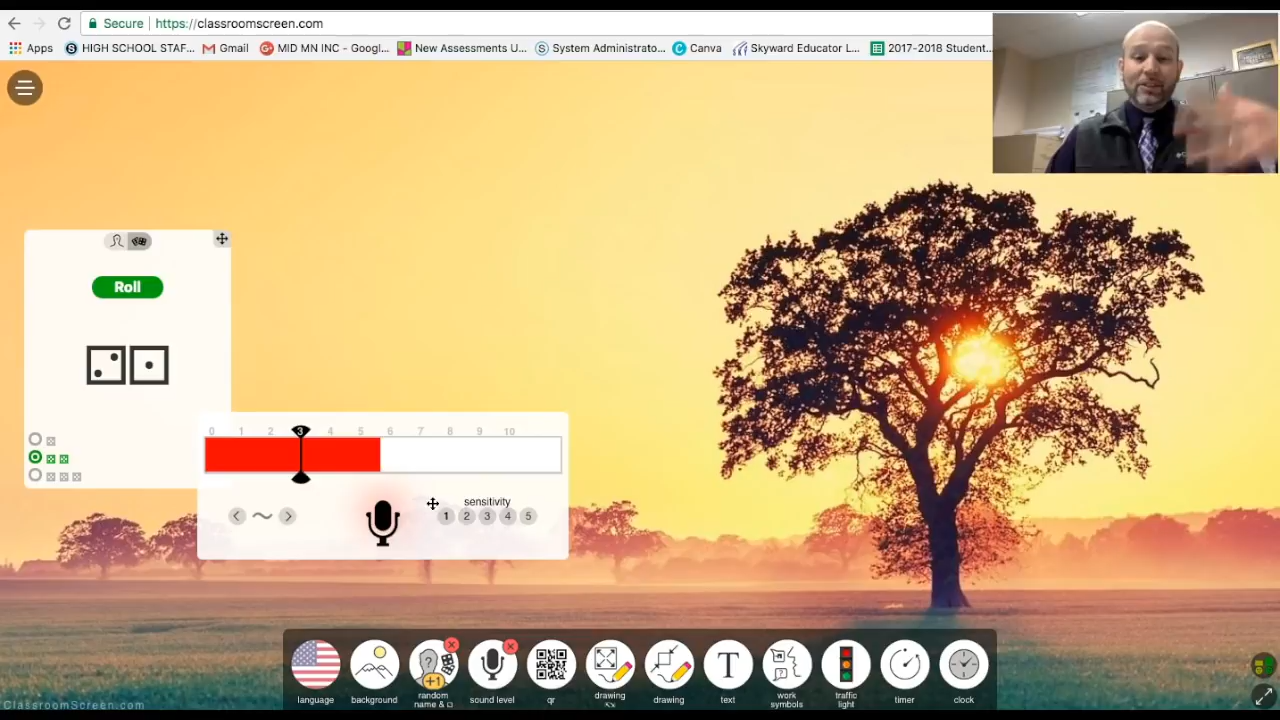 Secure https://classroomscreen.com
Apps HIGH SCHOOL STAF... Gmail MID MN INC - Googl... New Assessments U... System Administrato... Canva Skyward Educator L... 2017-2018 Student...
Roll
0 1 2 3 4 5 6 7 8 9 10
sensitivity
1 2 3 4 5
+1
T
language background random name & sound level qr drawing drawing text work symbols traffic light timer clock
ClassroomScreen.com